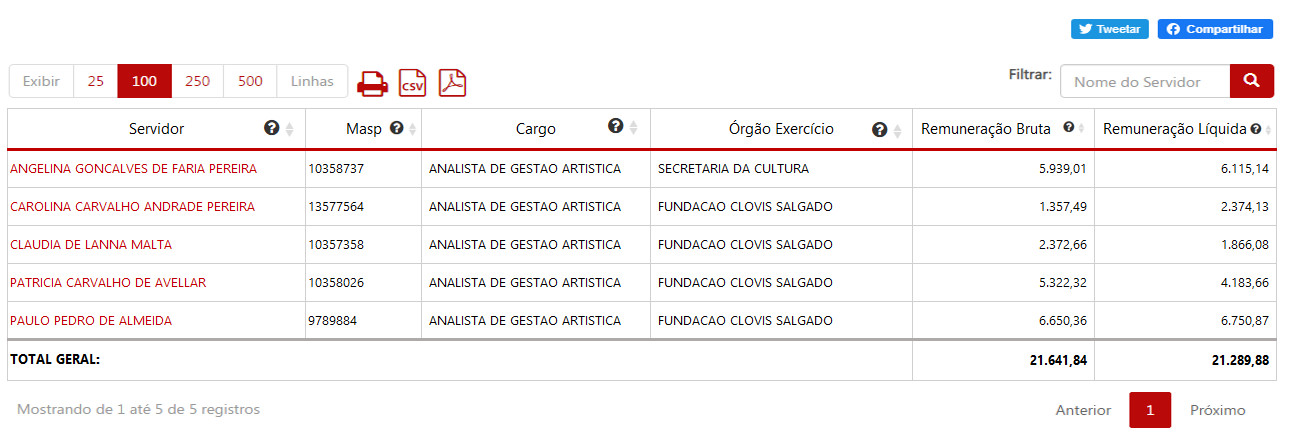 Tweetar Compartilhar
Exibir 25 100 250 500 Linhas CSV Filtrar: Nome do Servidor
Servidor ? Masp ? Cargo ? Órgão Exercício ? Remuneração Bruta ? Remuneração Líquida ?
ANGELINA GONCALVES DE FARIA PEREIRA 10358737 ANALISTA DE GESTAO ARTISTICA SECRETARIA DA CULTURA 5.939,01 6.115,14
CAROLINA CARVALHO ANDRADE PEREIRA 13577564 ANALISTA DE GESTAO ARTISTICA FUNDACAO CLOVIS SALGADO 1.357,49 2.374,13
CLAUDIA DE LANNA MALTA 10357358 ANALISTA DE GESTAO ARTISTICA FUNDACAO CLOVIS SALGADO 2.372,66 1.866,08
PATRICIA CARVALHO DE AVELLAR 10358026 ANALISTA DE GESTAO ARTISTICA FUNDACAO CLOVIS SALGADO 5.322,32 4.183,66
PAULO PEDRO DE ALMEIDA 9789884 ANALISTA DE GESTAO ARTISTICA FUNDACAO CLOVIS SALGADO 6.650,36 6.750,87
TOTAL GERAL: 21.641,84 21.289,88
Mostrando de 1 até 5 de 5 registros Anterior 1 Próximo